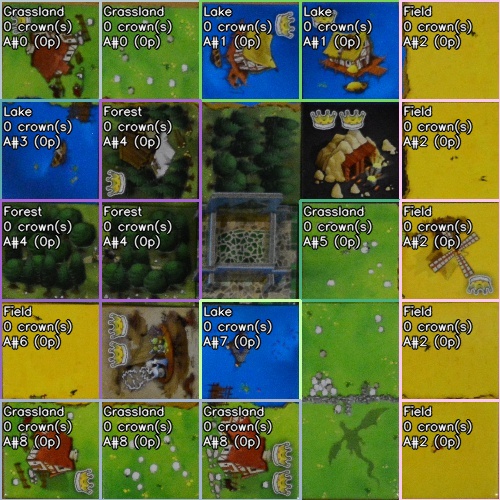 Grassland
0 crown(s)
A#0 (0p)
Grassland
0 crown(s)
A#0 (0p)
Lake
0 crown(s)
A#1 (0p)
Lake
0 crown(s)
A#1 (0p)
Field
0 crown(s)
A#2 (0p)
Lake
0 crown(s)
A#3 (0p)
Forest
0 crown(s)
A#4 (0p)
Field
0 crown(s)
A#2 (0p)
Forest
0 crown(s)
A#4 (0p)
Forest
0 crown(s)
A#4 (0p)
Grassland
0 crown(s)
A#5 (0p)
Field
0 crown(s)
A#2 (0p)
Field
0 crown(s)
A#6 (0p)
Lake
0 crown(s)
A#7 (0p)
Field
0 crown(s)
A#2 (0p)
Grassland
0 crown(s)
A#8 (0p)
Grassland
0 crown(s)
A#8 (0p)
Grassland
0 crown(s)
A#8 (0p)
Field
0 crown(s)
A#2 (0p)